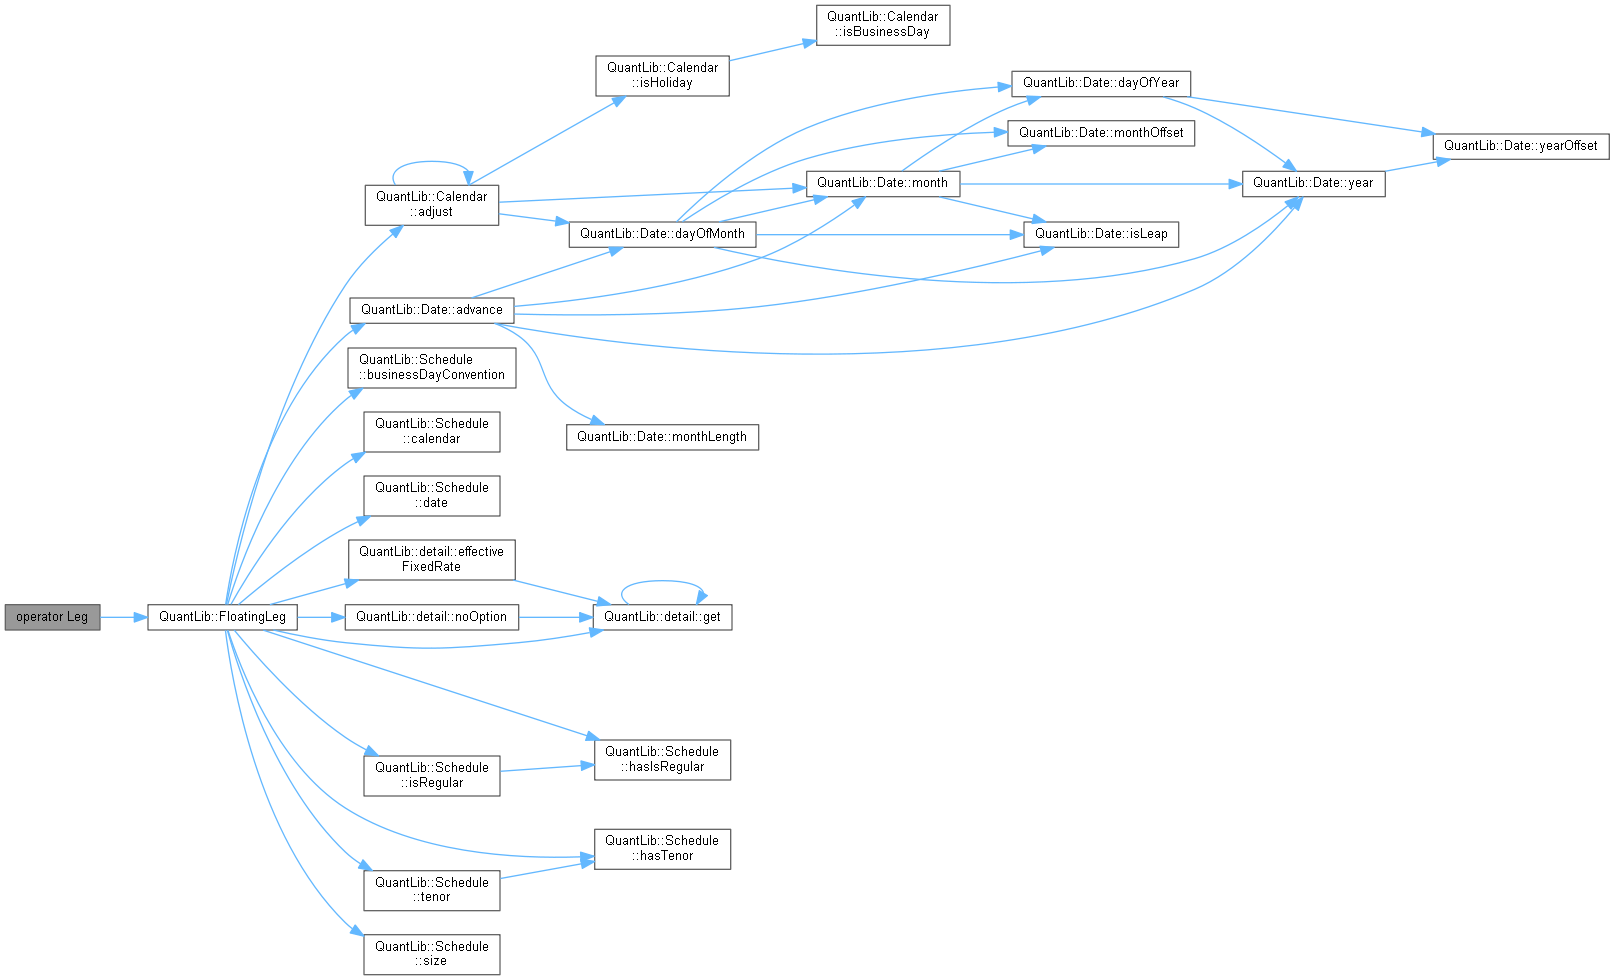 QuantLib::Calendar
::isBusinessDay
QuantLib::Calendar
::isHoliday
QuantLib::Date::dayOfYear
QuantLib::Date::monthOffset
QuantLib::Date::yearOffset
QuantLib::Calendar
::adjust
QuantLib::Date::month
QuantLib::Date::year
QuantLib::Date::dayOfMonth
QuantLib::Date::isLeap
QuantLib::Date::advance
QuantLib::Schedule
::businessDayConvention
QuantLib::Schedule
::calendar
QuantLib::Date::monthLength
QuantLib::Schedule
::date
QuantLib::detail::effective
FixedRate
operator Leg
QuantLib::FloatingLeg
QuantLib::detail::noOption
QuantLib::detail::get
QuantLib::Schedule
::hasIsRegular
QuantLib::Schedule
::isRegular
QuantLib::Schedule
::hasTenor
QuantLib::Schedule
::tenor
QuantLib::Schedule
::size